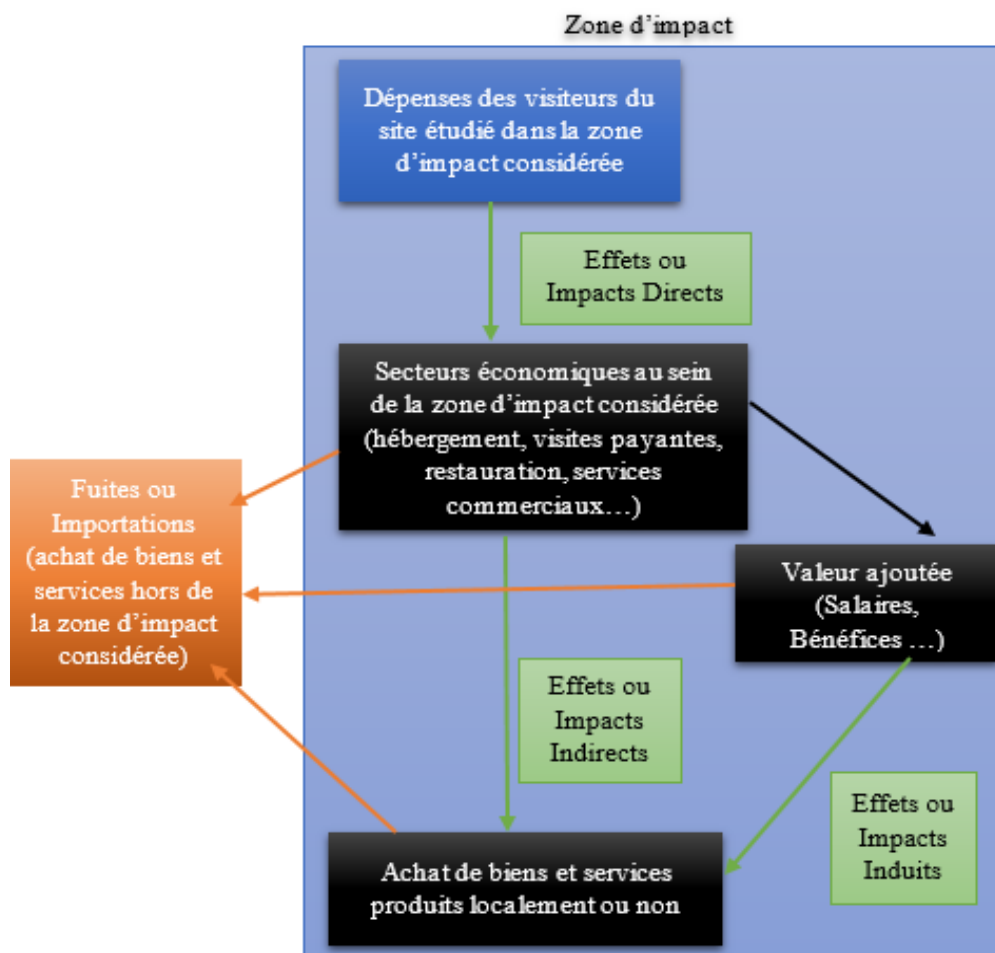 Zone d’impact
Dépenses des visiteurs du
site étudié dans la zone
d’impact considérée
Effets ou
Impacts Directs
Secteurs économiques au sein
de la zone d’impact considérée
(hébergement, visites payantes,
restauration, services
commerciaux…)
Fuites ou
Importations
(achat de biens et
services hors de
la zone d’impact
considérée)
Valeur ajoutée
(Salaires,
Bénéfices …)
Effets ou
Impacts
Indirects
Effets ou
Impacts
Induits
Achat de biens et services
produits localement ou non